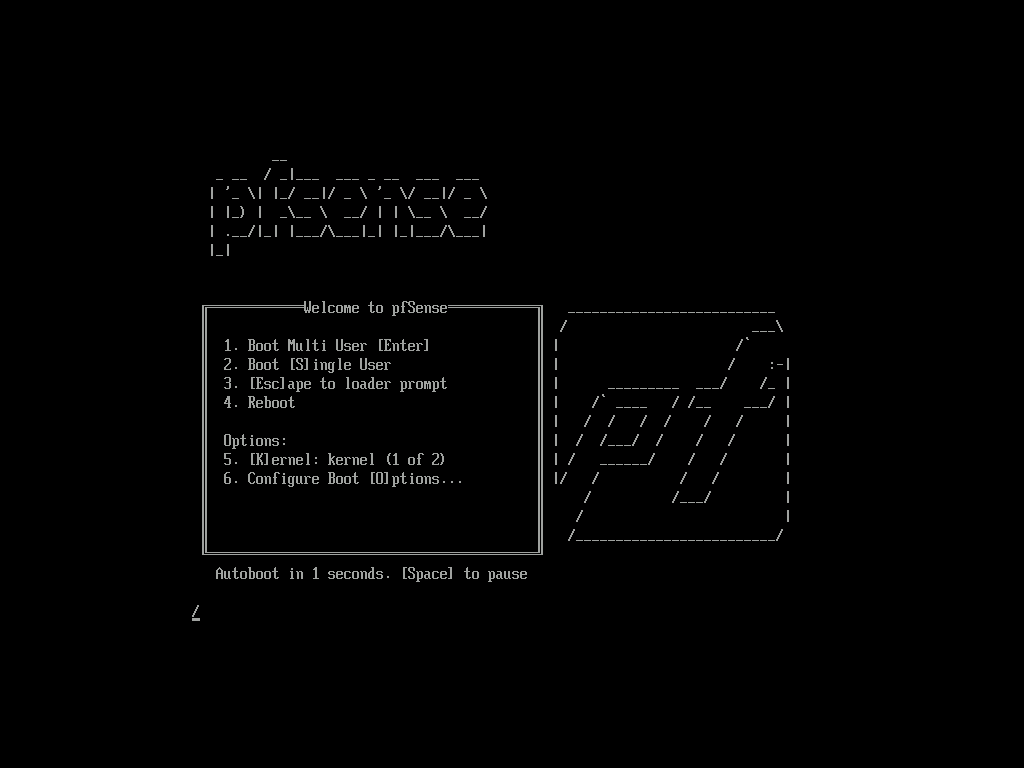 pfsense
Welcome to pfSense
1. Boot Multi User [Enter]
2. Boot [S]ingle User
3. [Esc]ape to loader prompt
4. Reboot
Options:
5. [K]ernel: kernel (1 of 2)
6. Configure Boot [O]ptions...
pf
Autoboot in 1 seconds. [Space] to pause
/